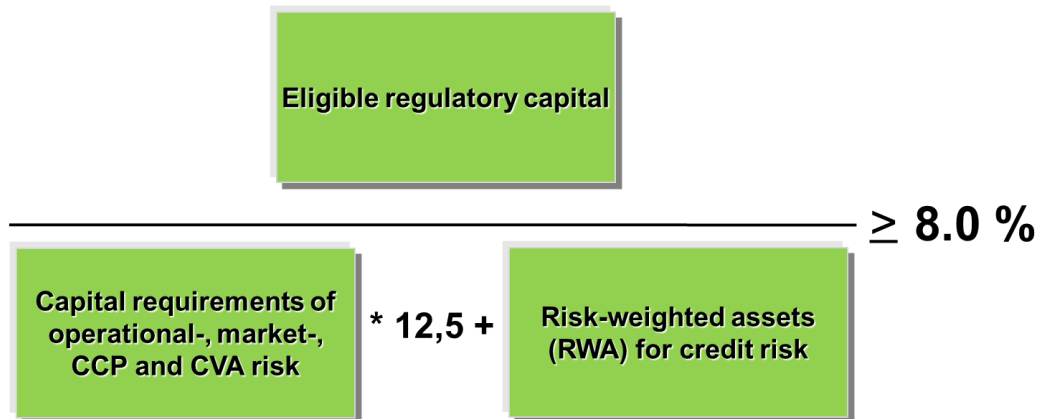 Eligible regulatory capital
≥ 8.0 %
Capital requirements of
operational-, market-,
CCP and CVA risk
* 12,5 +
Risk-weighted assets
(RWA) for credit risk